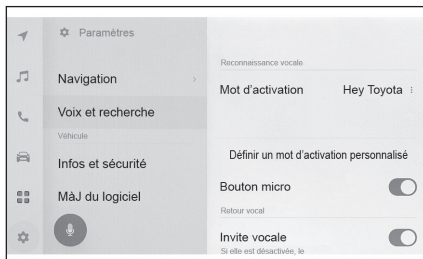 Paramètres
Navigation
Voix et recherche
Véhicule
Infos et sécurité
MàJ du logiciel
Reconnaissance vocale
Mot d'activation Hey Toyota
Définir un mot d'activation personnalisé
Bouton micro
Retour vocal
Invite vocale
Si elle est désactivée, le